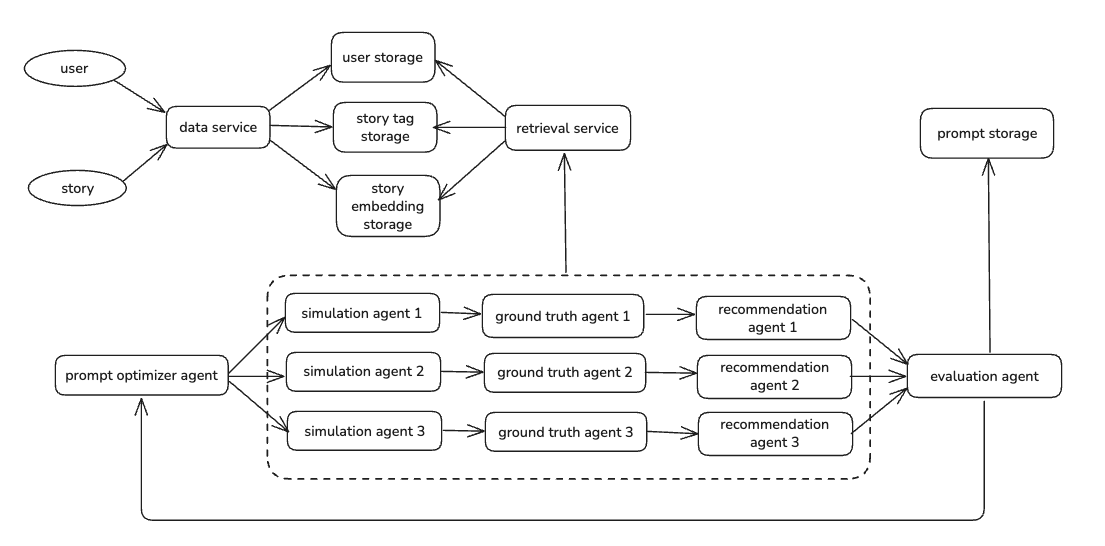 user
story
data service
user storage
story tag
storage
story
embedding
storage
retrieval service
prompt storage
prompt optimizer agent
simulation agent 1
ground truth agent 1
recommendation
agent 1
simulation agent 2
ground truth agent 2
recommendation
agent 2
simulation agent 3
ground truth agent 3
recommendation
agent 3
evaluation agent